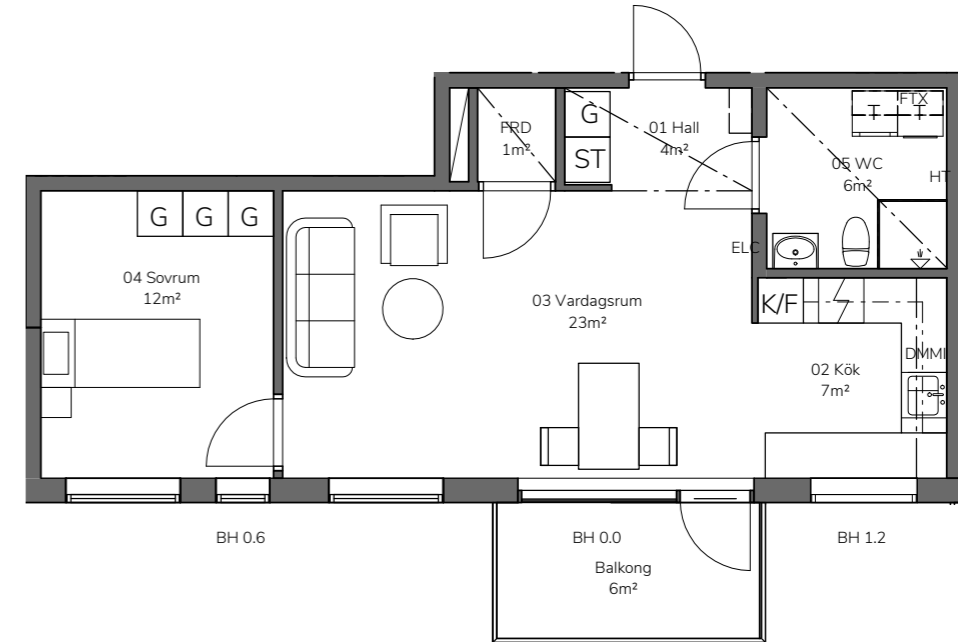 FTX
G
01 Hall
4m²
FRD
1m²
T
T
ST
05 WC
6m²
HT
G G G
ELC
04 Sovrum
12m²
03 Vardagsrum
23m²
K/F
DMMI
02 Kök
7m²
BH 0.6
BH 0.0
BH 1.2
Balkong
6m²